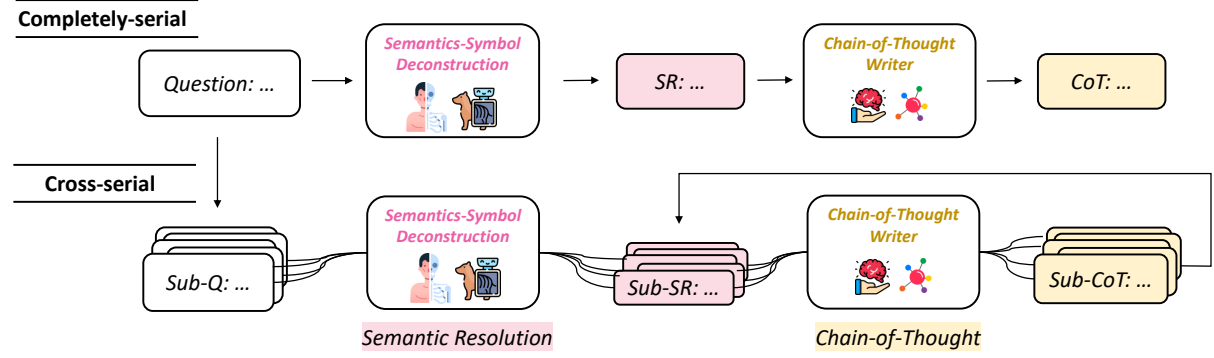 Completely-serial
Question: ...
Semantics-Symbol
Deconstruction
SR: ...
Chain-of-Thought
Writer
CoT: ...
Cross-serial
Sub-Q: ...
Semantics-Symbol
Deconstruction
Sub-SR: ...
Chain-of-Thought
Writer
Sub-CoT: ...
Semantic Resolution
Chain-of-Thought